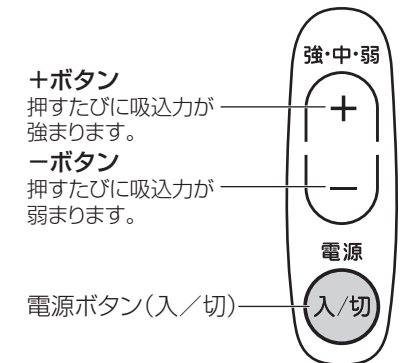 ＋ボタン
押すたびに吸込力が
強まります。
−ボタン
押すたびに吸込力が
弱まります。
電源ボタン（入／切）
強・中・弱
＋
−
電源
入／切